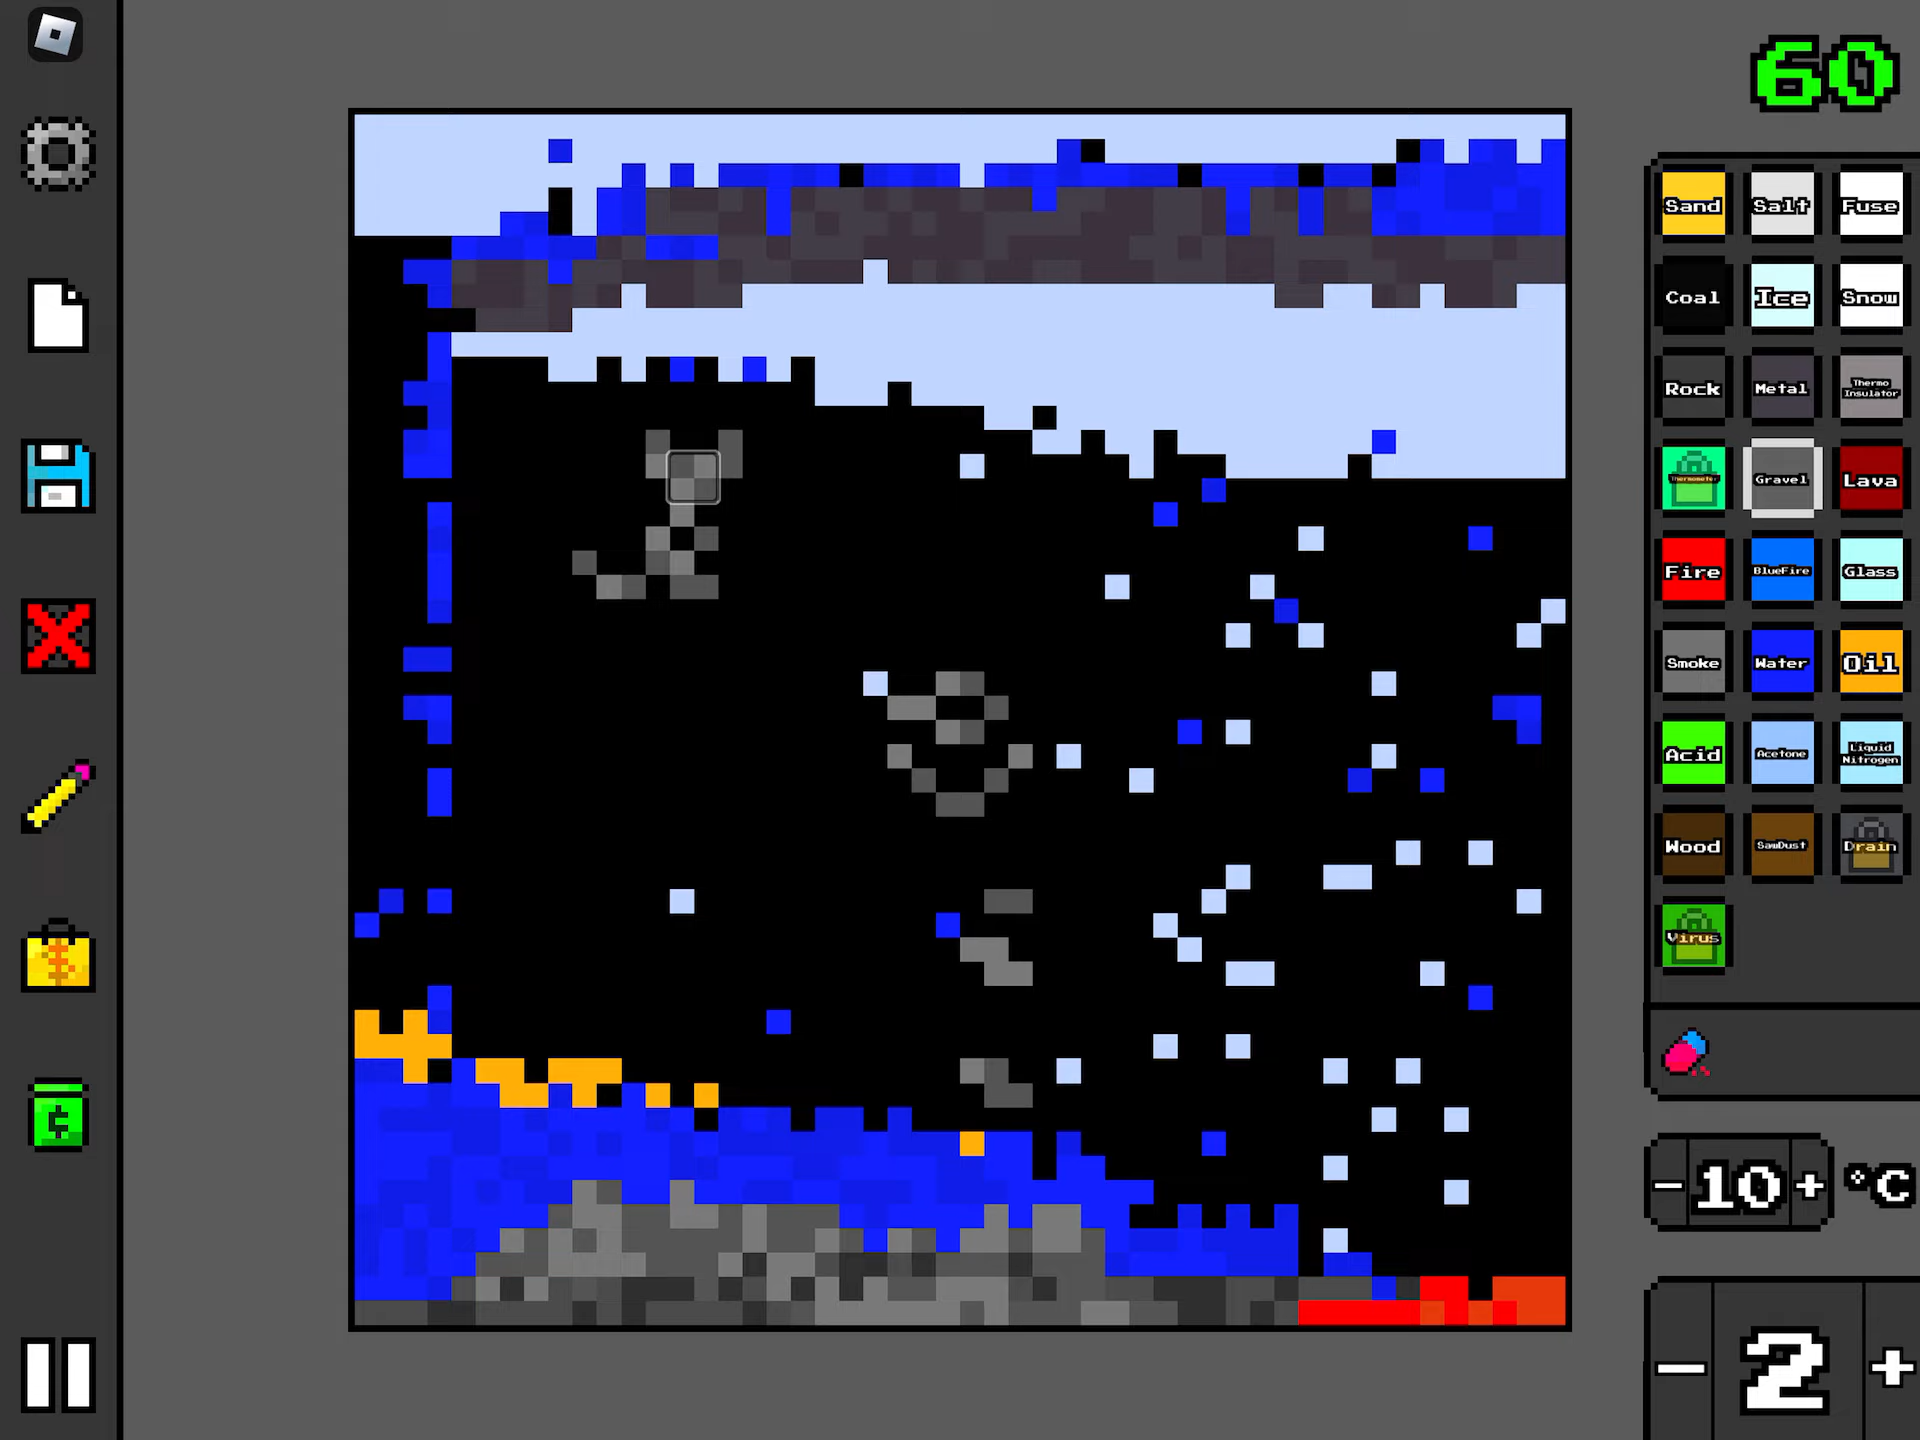 60
Sand Salt Fuse
Coal Ice Snow
Rock Metal Thermo Insulator
Thermometer Gravel Lava
Fire BlueFire Glass
Smoke Water Oil
Acid Acetone Liquid Nitrogen
Wood SawDust Drain
Virus
- 10 + °C
- 2 +